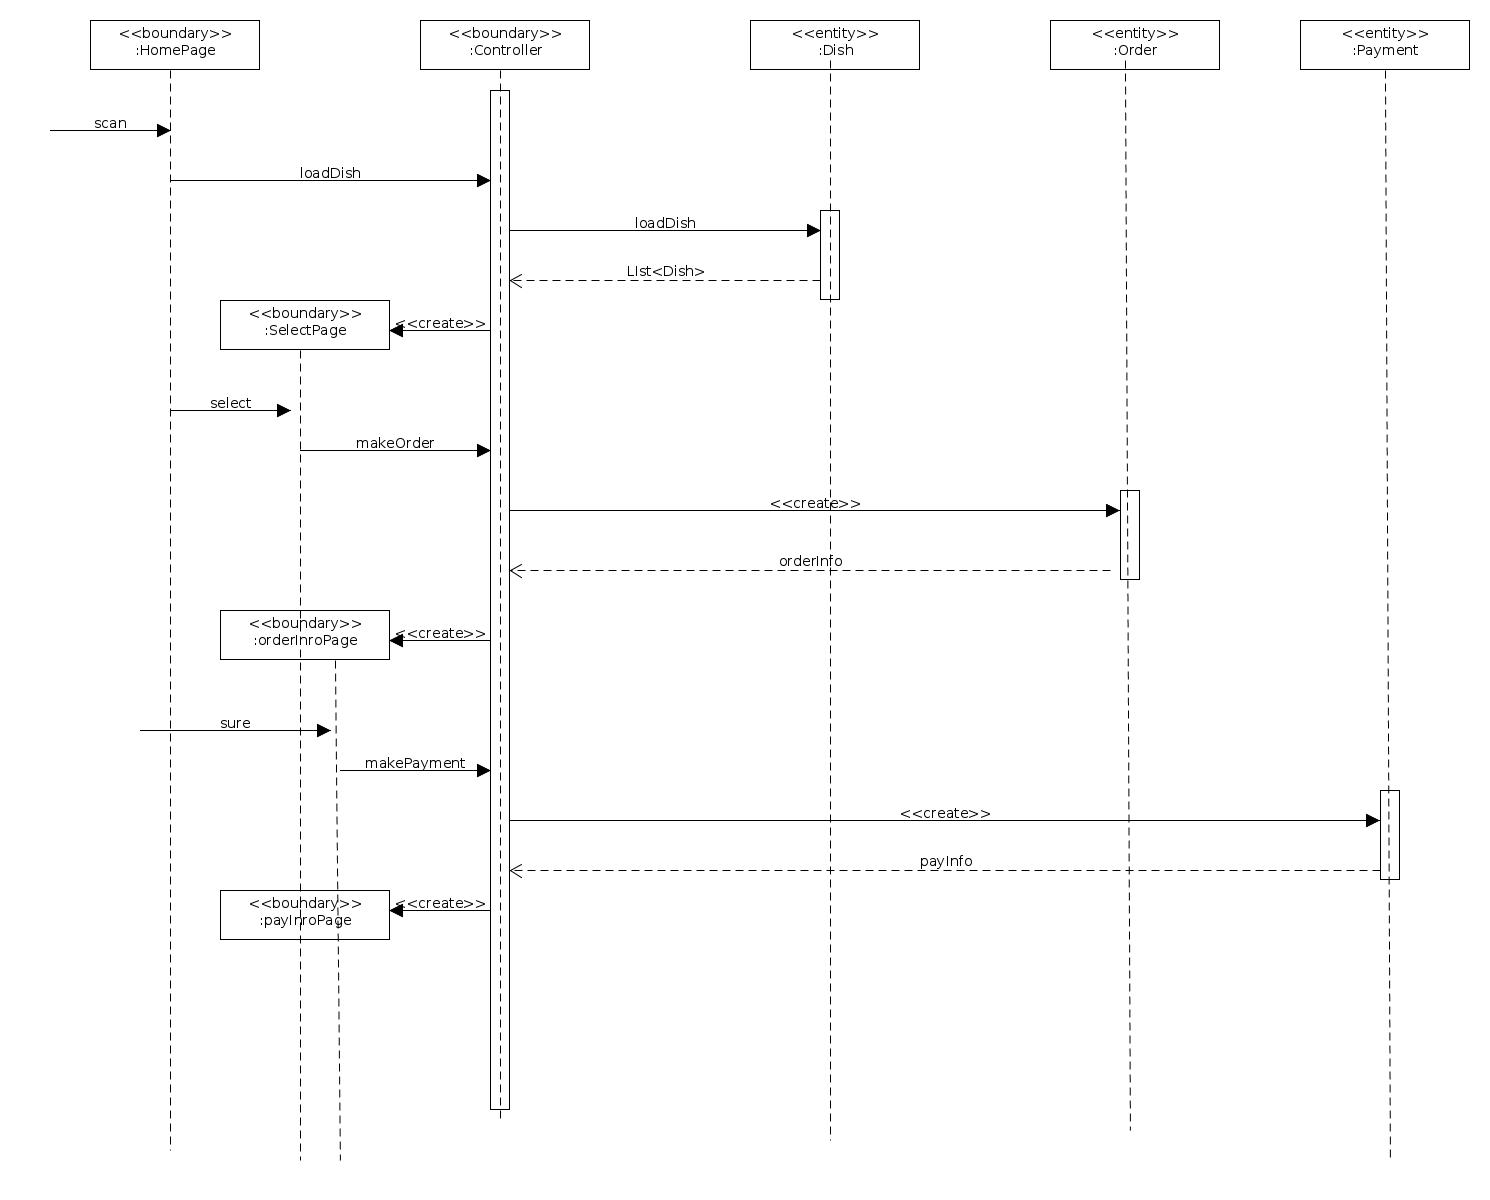 <<boundary>>
:HomePage
<<boundary>>
:Controller
<<entity>>
:Dish
<<entity>>
:Order
<<entity>>
:Payment
scan
loadDish
loadDish
LIst<Dish>
<<boundary>>
:SelectPage
<<create>>
select
makeOrder
<<create>>
orderInfo
<<boundary>>
:orderInroPage
<<create>>
sure
makePayment
<<create>>
payInfo
<<boundary>>
:payInroPage
<<create>>